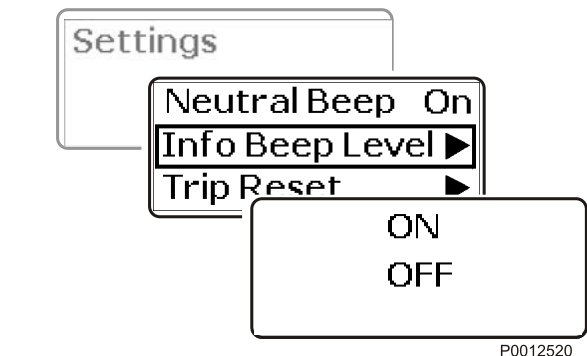 Settings
Neutral Beep On
Info Beep Level ▶
Trip Reset ▶
ON
OFF
P0012520